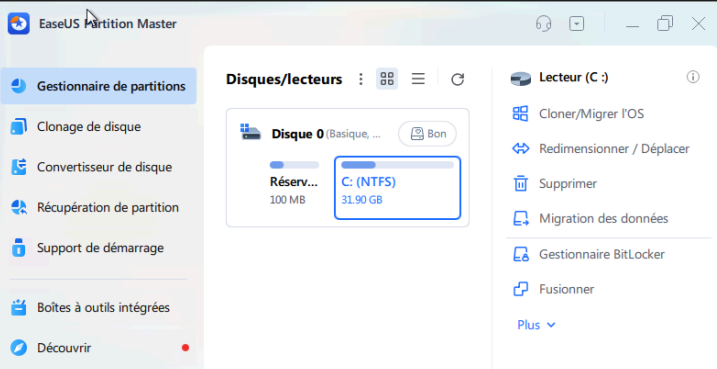 EaseUS Partition Master
Gestionnaire de partitions
Clonage de disque
Convertisseur de disque
Récupération de partition
Support de démarrage
Boîtes à outils intégrées
Découvrir
Disques/lecteurs
Disque 0 (Basique, ...
Bon
Réserv...
100 MB
C: (NTFS)
31.90 GB
Lecteur (C :)
Cloner/Migrer l'OS
Redimensionner / Déplacer
Supprimer
Migration des données
Gestionnaire BitLocker
Fusionner
Plus